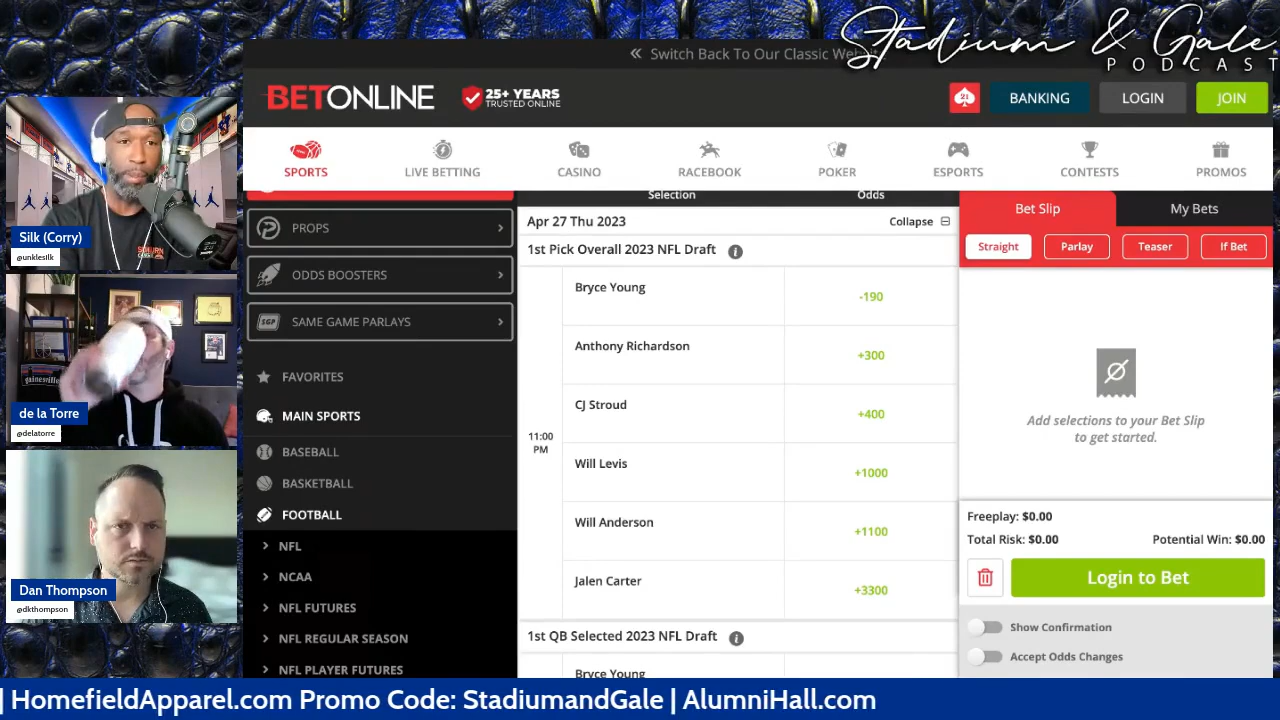 Stadium & Gale
PODCAST
Switch Back To Our Classic Web
BETONLINE
25+ YEARS
TRUSTED ONLINE
21
BANKING
LOGIN
JOIN
SPORTS
LIVE BETTING
CASINO
RACEBOOK
POKER
ESPORTS
CONTESTS
PROMOS
Silk (Corry)
@unklesilk
gainesville
de la Torre
@delatorre
Dan Thompson
@dkthompson
PROPS
ODDS BOOSTERS
SGP
SAME GAME PARLAYS
FAVORITES
MAIN SPORTS
BASEBALL
BASKETBALL
FOOTBALL
NFL
NCAA
NFL FUTURES
NFL REGULAR SEASON
NFL PLAYER FUTURES
Selection
Odds
Apr 27 Thu 2023
Collapse
1st Pick Overall 2023 NFL Draft
11:00
PM
Bryce Young
-190
Anthony Richardson
+300
CJ Stroud
+400
Will Levis
+1000
Will Anderson
+1100
Jalen Carter
+3300
1st QB Selected 2023 NFL Draft
Bryce Young
Bet Slip
My Bets
Straight
Parlay
Teaser
If Bet
Add selections to your Bet Slip
to get started.
Freeplay: $0.00
Total Risk: $0.00
Potential Win: $0.00
Login to Bet
Show Confirmation
Accept Odds Changes
| HomefieldApparel.com Promo Code: StadiumandGale | AlumniHall.com